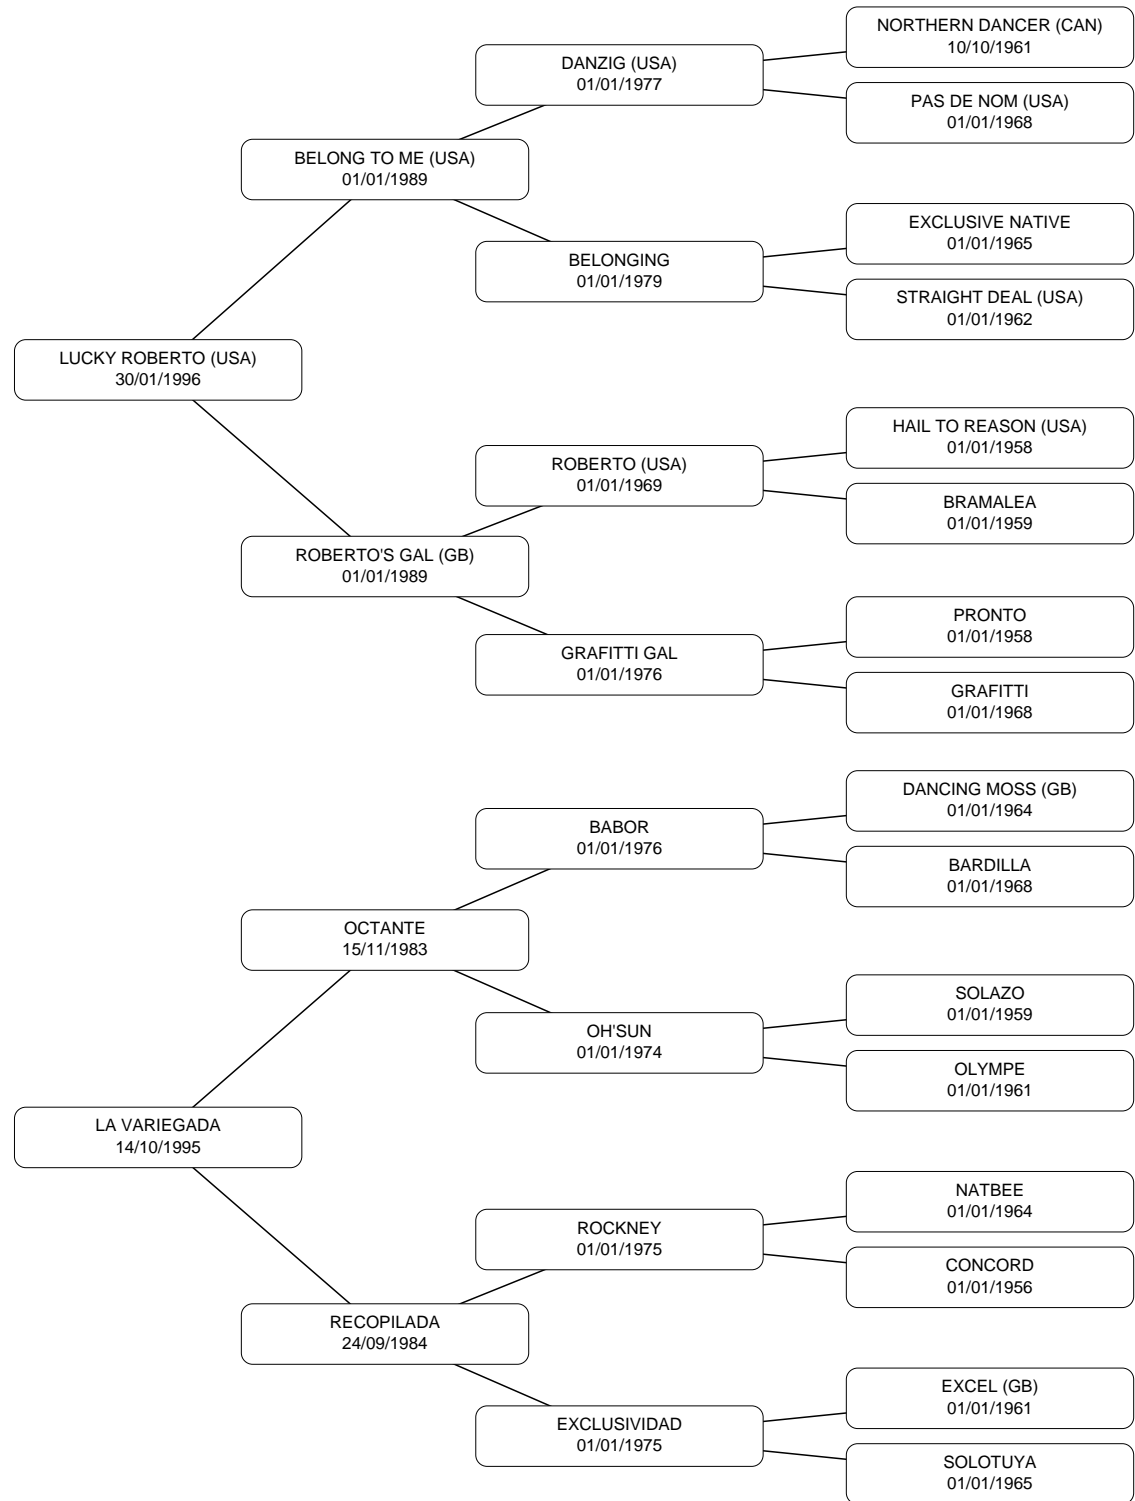 NORTHERN DANCER (CAN)
10/10/1961
DANZIG (USA)
01/01/1977
PAS DE NOM (USA)
01/01/1968
BELONG TO ME (USA)
01/01/1989
EXCLUSIVE NATIVE
01/01/1965
BELONGING
01/01/1979
STRAIGHT DEAL (USA)
01/01/1962
LUCKY ROBERTO (USA)
30/01/1996
HAIL TO REASON (USA)
01/01/1958
ROBERTO (USA)
01/01/1969
BRAMALEA
01/01/1959
ROBERTO'S GAL (GB)
01/01/1989
PRONTO
01/01/1958
GRAFITTI GAL
01/01/1976
GRAFITTI
01/01/1968
DANCING MOSS (GB)
01/01/1964
BABOR
01/01/1976
BARDILLA
01/01/1968
OCTANTE
15/11/1983
SOLAZO
01/01/1959
OH'SUN
01/01/1974
OLYMPE
01/01/1961
LA VARIEGADA
14/10/1995
NATBEE
01/01/1964
ROCKNEY
01/01/1975
CONCORD
01/01/1956
RECOPILADA
24/09/1984
EXCEL (GB)
01/01/1961
EXCLUSIVIDAD
01/01/1975
SOLOTUYA
01/01/1965